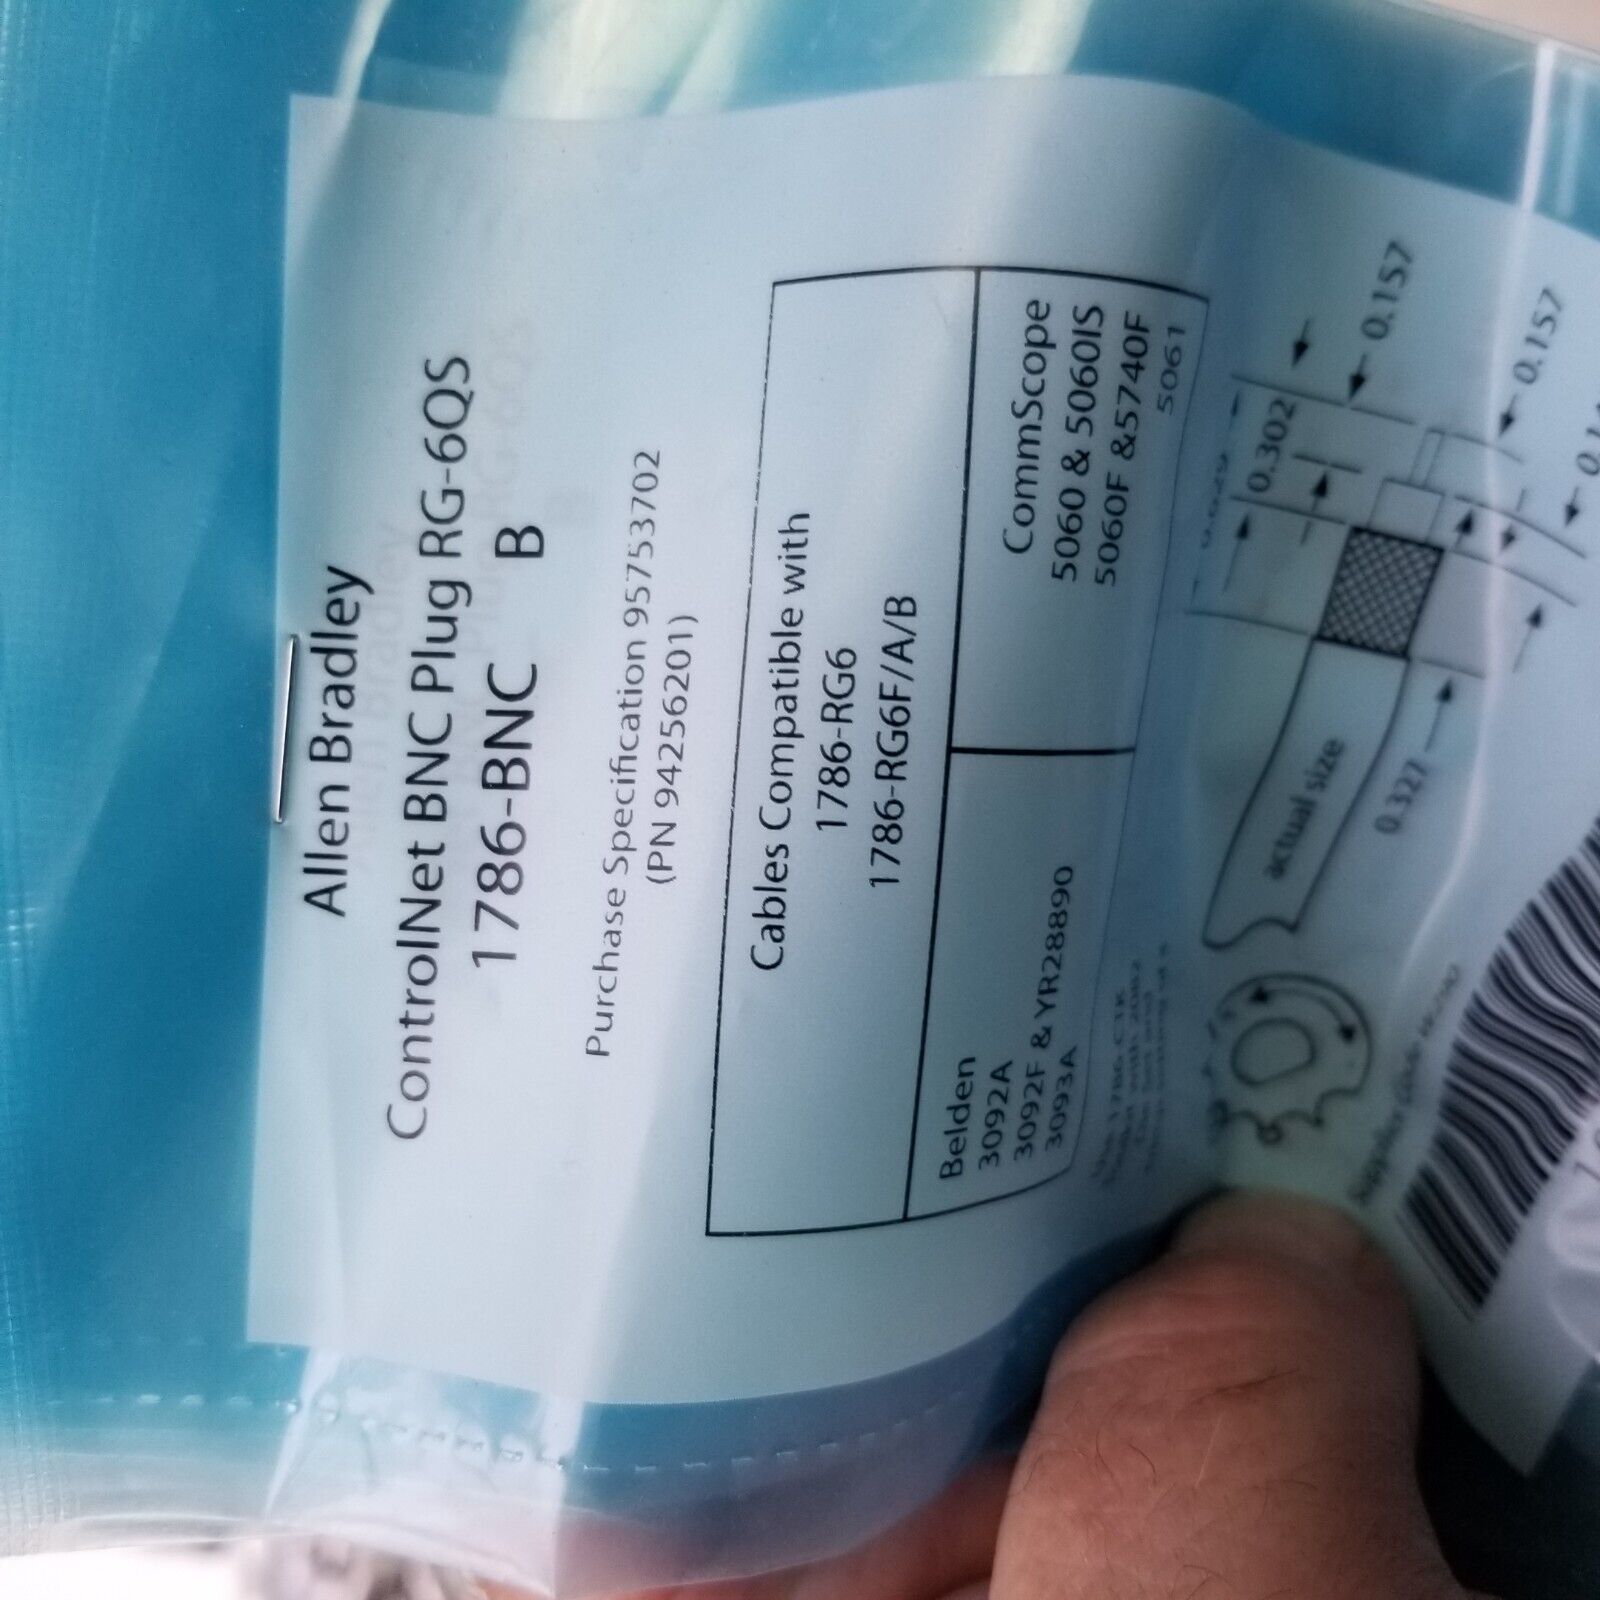 Allen Bradley
ControlNet BNC Plug RG-6QS
1786-BNC B
Purchase Specification 95753702
(PN 94256201)
Cables Compatible with
1786-RG6
1786-RG6F/A/B
Belden
3092A
3092F & YR28890
3093A
CommScope
5060 & 5060IS
5060F &5740F
5061
0.302
0.157
0.157
actual size
0.327